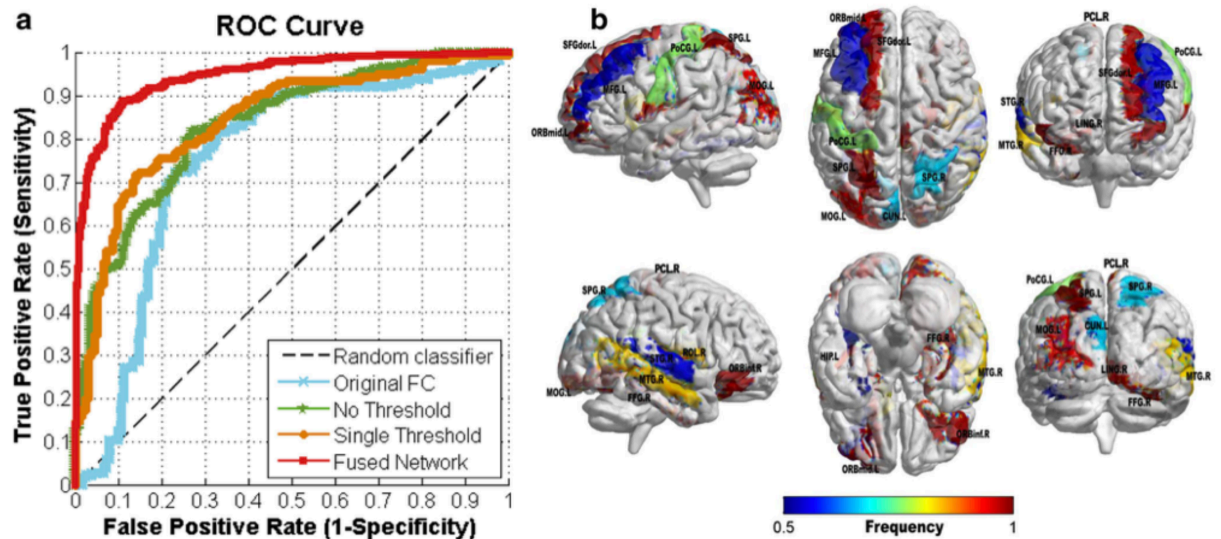 a
ROC Curve
True Positive Rate (Sensitivity)
1
0.9
0.8
0.7
0.6
0.5
0.4
0.3
0.2
0.1
0
0 0.1 0.2 0.3 0.4 0.5 0.6 0.7 0.8 0.9 1
False Positive Rate (1-Specificity)
Random classifier
Original FC
No Threshold
Single Threshold
Fused Network
b
SFGdor.L
PoCG.L
SPG.L
MFG.L
MOG.L
ORBmid.L
ORBmid.L
MFG.L
SFGdor.L
PoCG.L
SPG.L
SPG.R
MOG.L
CUN.L
PCL.R
PoCG.L
SFGdor.L
MFG.L
STG.R
LING.R
MTG.R
FFG.R
PCL.R
SPG.R
STG.R
ROL.R
MTG.R
ORBinf.R
MOG.L
FFG.R
FFG.R
HIP.L
MTG.R
ORBinf.R
ORBmid.L
PCL.R
PoCG.L
SPG.L
SPG.R
MOG.L
CUN.L
LING.R
MTG.R
FFG.R
0.5 Frequency 1